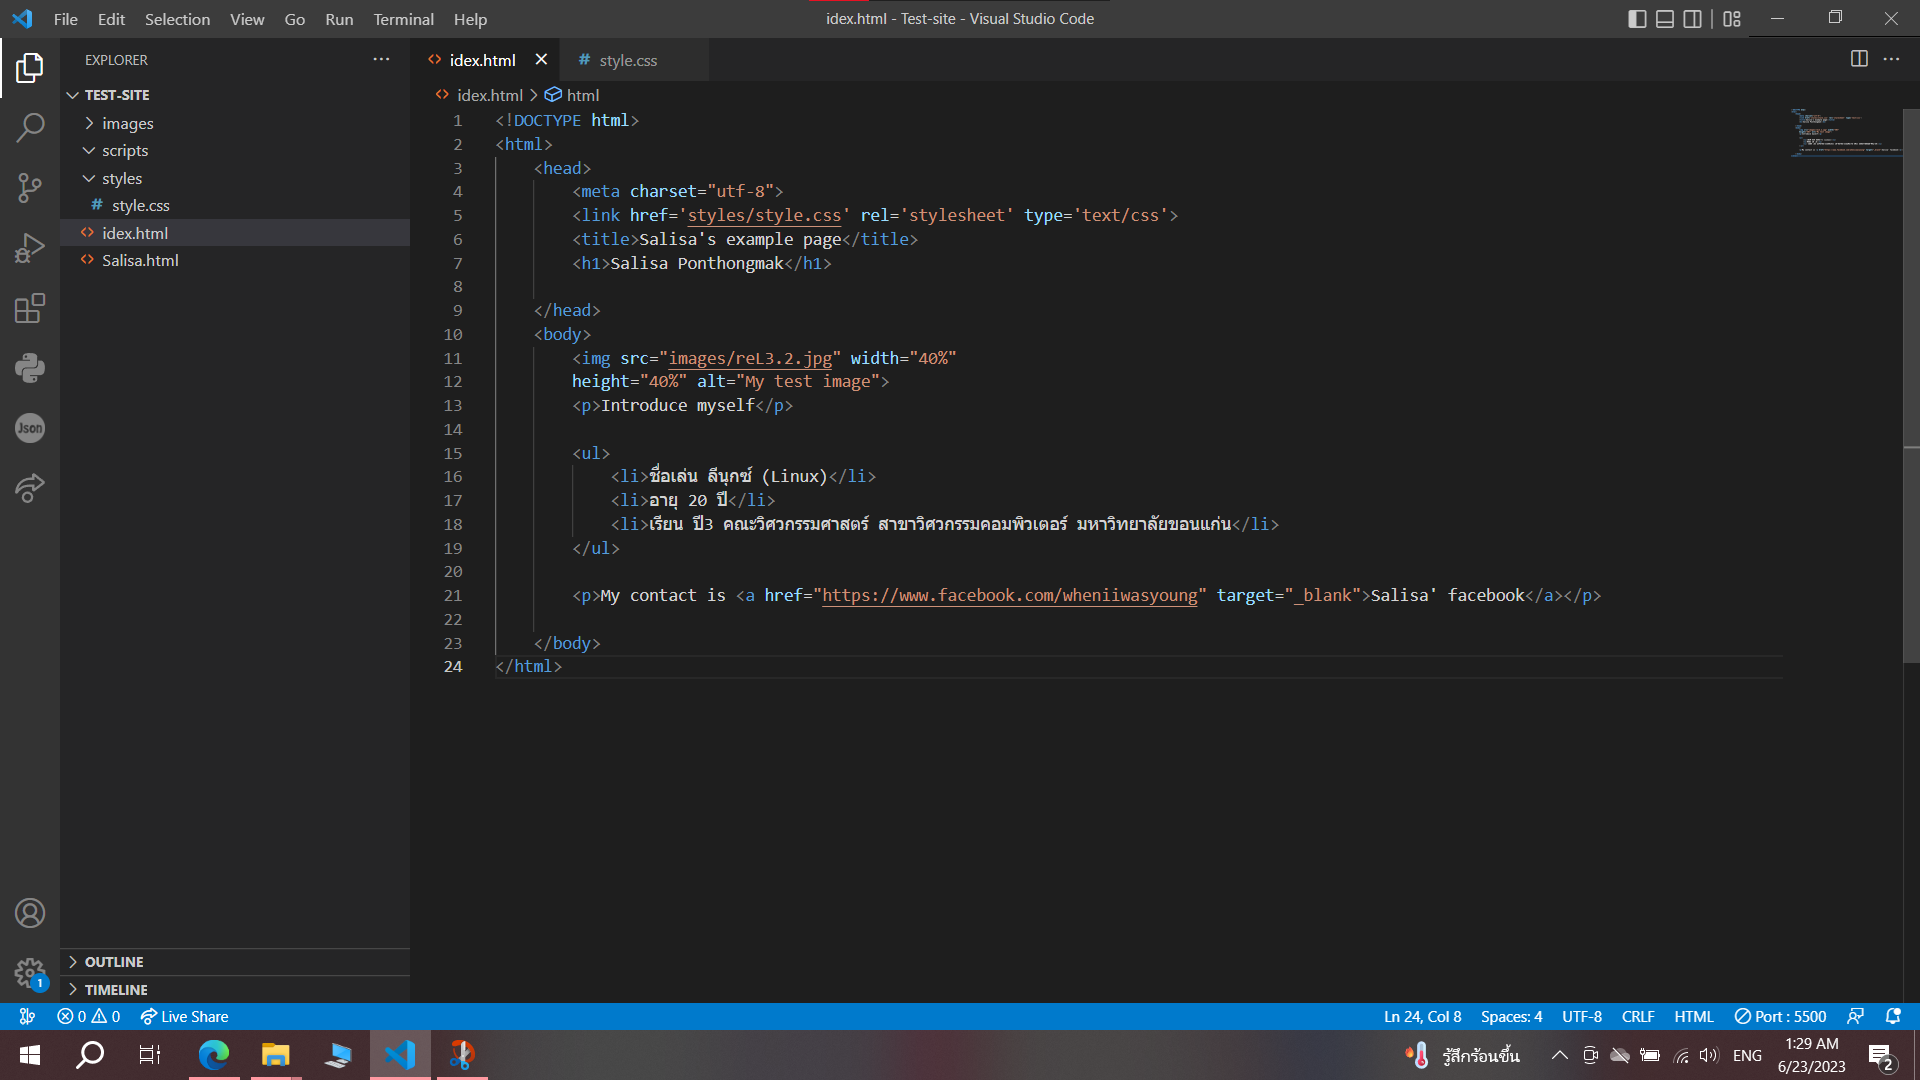 File Edit Selection View Go Run Terminal Help
idex.html - Test-site - Visual Studio Code
EXPLORER
TEST-SITE
images
scripts
styles
# style.css
idex.html
Salisa.html
OUTLINE
TIMELINE
idex.html
# style.css
idex.html > html
1 <!DOCTYPE html>
2 <html>
3 <head>
4 <meta charset="utf-8">
5 <link href='styles/style.css' rel='stylesheet' type='text/css'>
6 <title>Salisa's example page</title>
7 <h1>Salisa Ponthongmak</h1>
8
9 </head>
10 <body>
11 <img src="images/reL3.2.jpg" width="40%"
12 height="40%" alt="My test image">
13 <p>Introduce myself</p>
14
15 <ul>
16 <li>ชื่อเล่น ลีนุกซ์ (Linux)</li>
17 <li>อายุ 20 ปี</li>
18 <li>เรียน ปี3 คณะวิศวกรรมศาสตร์ สาขาวิศวกรรมคอมพิวเตอร์ มหาวิทยาลัยขอนแก่น</li>
19 </ul>
20
21 <p>My contact is <a href="https://www.facebook.com/wheniiwasyoung" target="_blank">Salisa' facebook</a></p>
22
23 </body>
24 </html>
Json
1
0 0 Live Share
Ln 24, Col 8 Spaces: 4 UTF-8 CRLF HTML Port : 5500
รู้สึกร้อนขึ้น
ENG
1:29 AM
6/23/2023
2